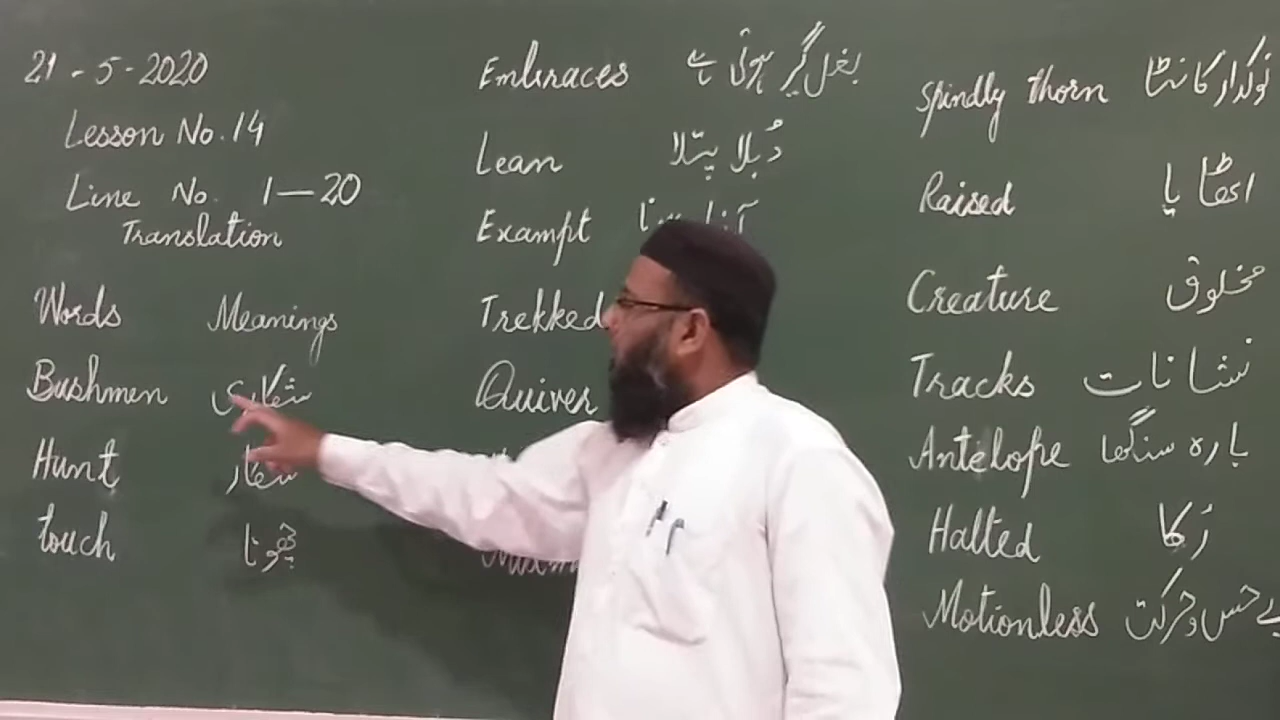 21-5-2020
Lesson No.14
Line No. 1—20
Translation
Words Meanings
Bushmen شکاری
Hunt شکار
touch چھونا
Embraces بغل گیر ہوتی ہے
Lean دُبلا پتلا
Exampt
Trekked
Quiver
Spindly thorn نوکدار کانٹا
Raised اٹھایا
Creature مخلوق
Tracks نشانات
Antelope بارہ سنگھا
Halted رُکا
Motionless بے حس و حرکت